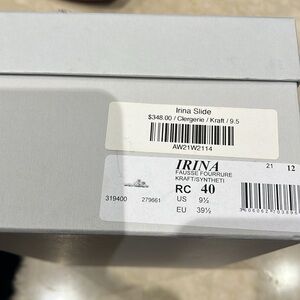 Irina Slide
$348.00 / Clergerie / Kraft / 9.5
AW21W2114
IRINA 21 12
FAUSSE FOURRURE
KRAFT/SYNTHETI
RC 40
319400 279661 US 9½
EU 39½